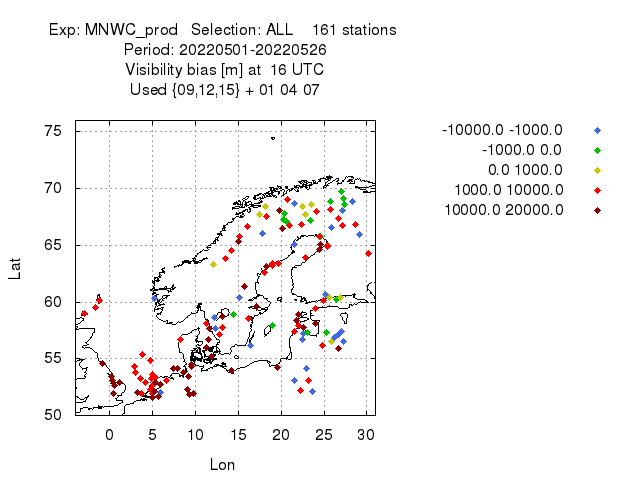 Exp: MNWC_prod   Selection: ALL    161 stations
Period: 20220501-20220526
Visibility bias [m] at  16 UTC
Used {09,12,15} + 01 04 07
-10000.0 -1000.0
-1000.0 0.0
0.0 1000.0
1000.0 10000.0
10000.0 20000.0
75
70
65
60
55
50
Lat
0 5 10 15 20 25 30
Lon